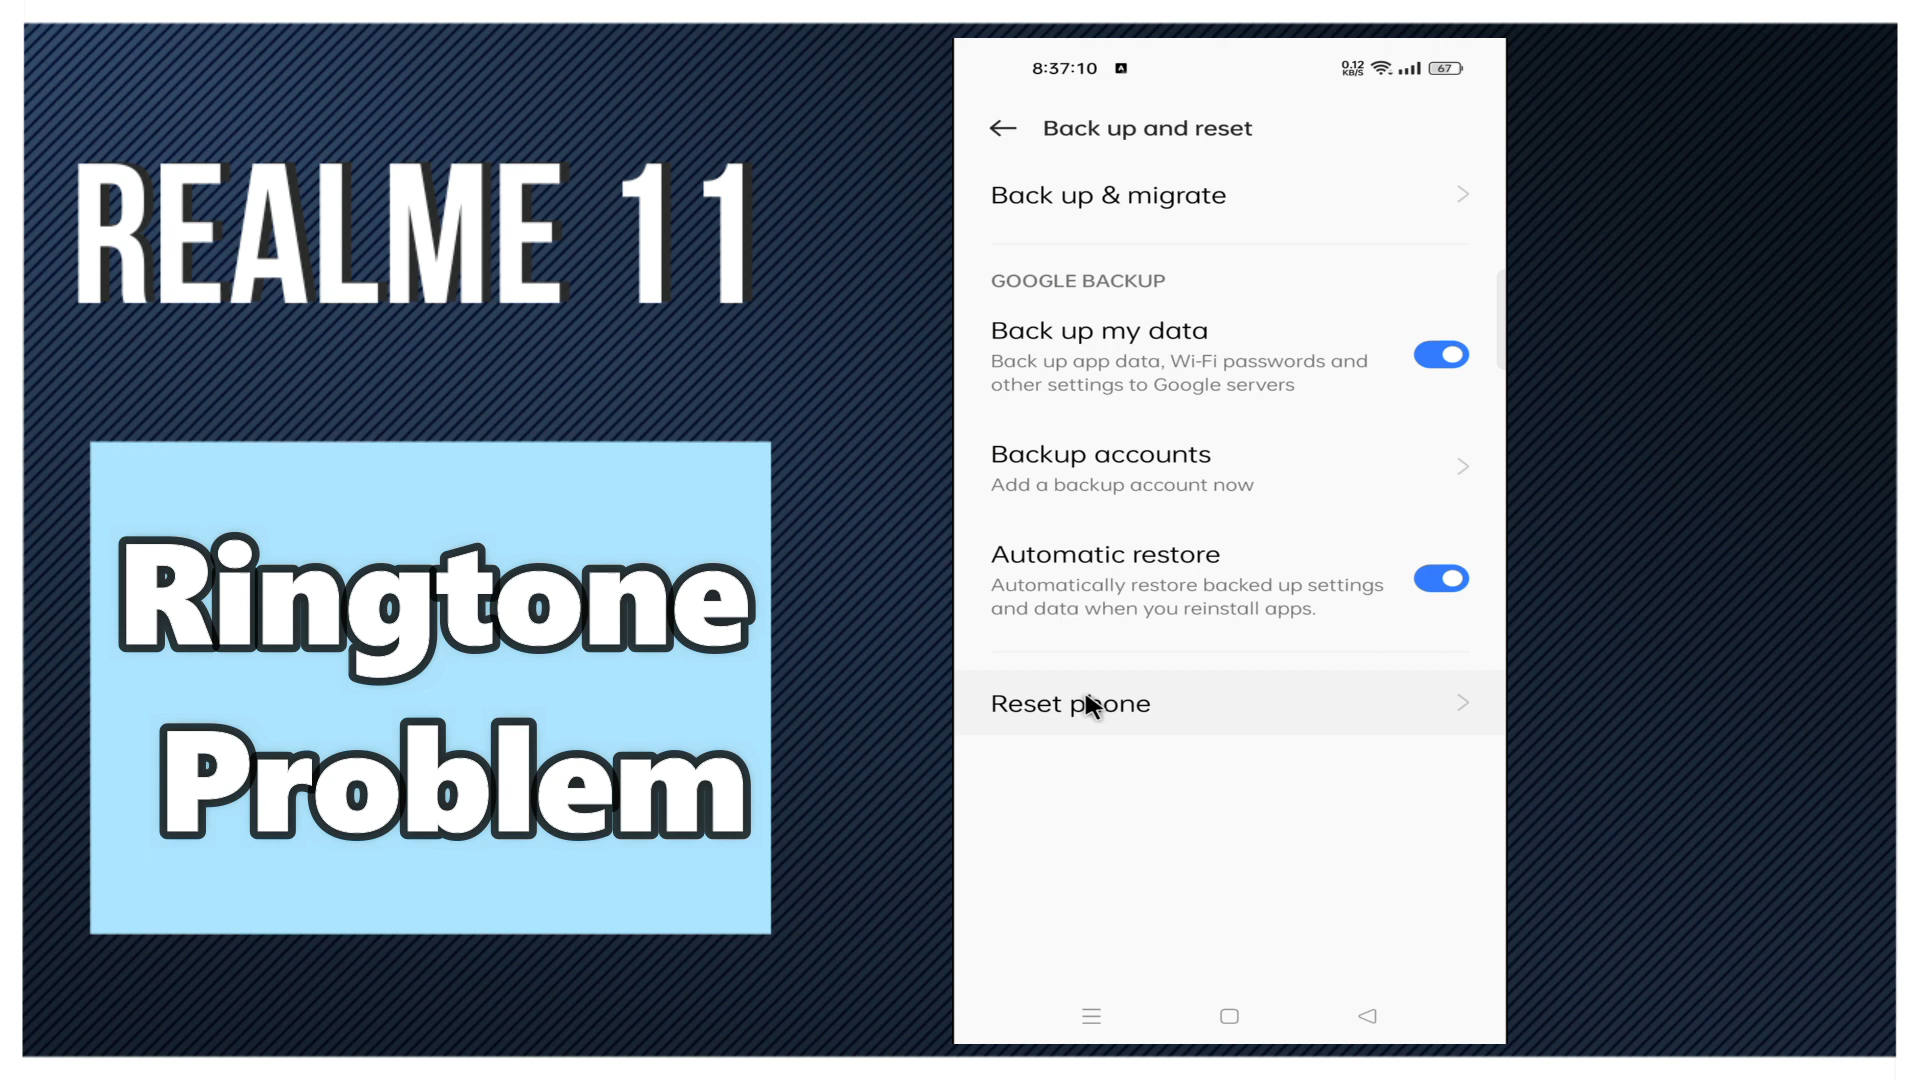 REALME 11
Ringtone
Problem
8:37:10 A
0.12 KB/S 67
Back up and reset
Back up & migrate
GOOGLE BACKUP
Back up my data
Back up app data, Wi-Fi passwords and
other settings to Google servers
Backup accounts
Add a backup account now
Automatic restore
Automatically restore backed up settings
and data when you reinstall apps.
Reset phone